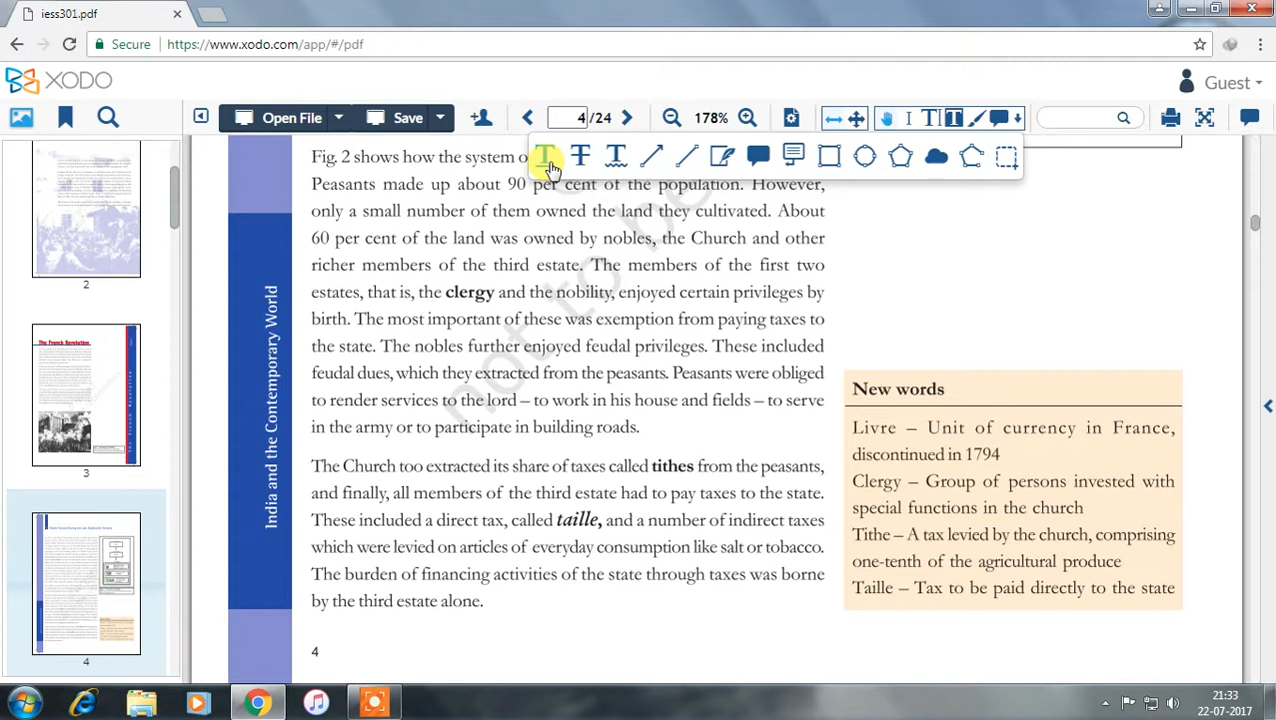 iess301.pdf
Secure
https://www.xodo.com/app/#/pdf
XODO
Guest
Open File
Save
4 /24
178%
2
3
4
India and the Contemporary World
Fig. 2 shows how the system o
Peasants made up about 90 per cent of the population. However,
only a small number of them owned the land they cultivated. About
60 per cent of the land was owned by nobles, the Church and other
richer members of the third estate. The members of the first two
estates, that is, the clergy and the nobility, enjoyed certain privileges by
birth. The most important of these was exemption from paying taxes to
the state. The nobles further enjoyed feudal privileges. These included
feudal dues, which they extracted from the peasants. Peasants were obliged
to render services to the lord – to work in his house and fields – to serve
in the army or to participate in building roads.
The Church too extracted its share of taxes called tithes from the peasants,
and finally, all members of the third estate had to pay taxes to the state.
These included a direct tax, called taille, and a number of indirect taxes
which were levied on articles of everyday consumption like salt or tobacco.
The burden of financing activities of the state through taxes was borne
by the third estate alone.
4
New words
Livre – Unit of currency in France,
discontinued in 1794
Clergy – Group of persons invested with
special functions in the church
Tithe – A tax levied by the church, comprising
one-tenth of the agricultural produce
Taille – Tax to be paid directly to the state
21:33
22-07-2017